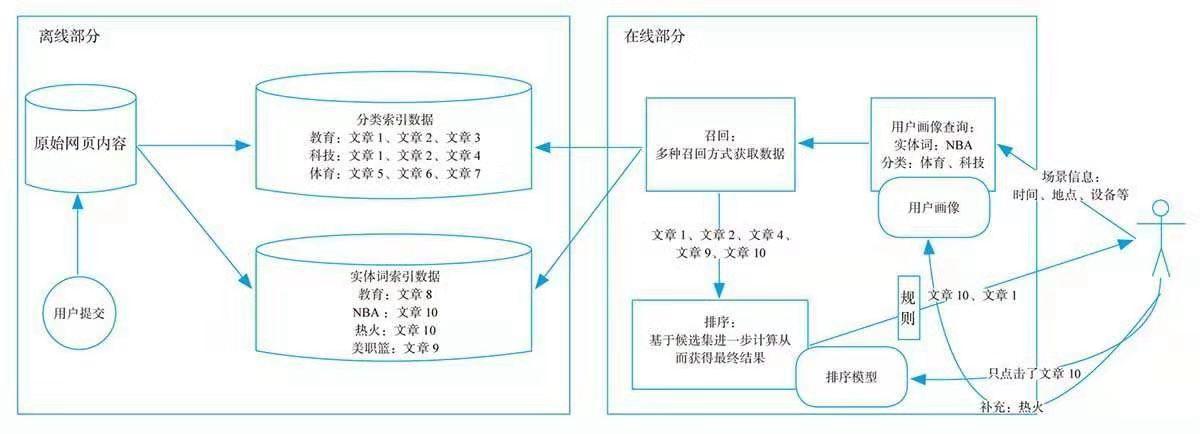 离线部分
原始网页内容
用户提交
分类索引数据
教育：文章 1、文章 2、文章 3
科技：文章 1、文章 2、文章 4
体育：文章 5、文章 6、文章 7
实体词索引数据
教育：文章 8
NBA：文章 10
热火：文章 10
美职篮：文章 9
在线部分
召回：
多种召回方式获取数据
用户画像查询：
实体词：NBA
分类：体育、科技
用户画像
场景信息：
时间、地点、设备等
文章 1、文章 2、文章 4、
文章 9、文章 10
排序：
基于候选集进一步计算从
而获得最终结果
排序模型
规
则
文章 10、文章 1
只点击了文章 10
补充：热火